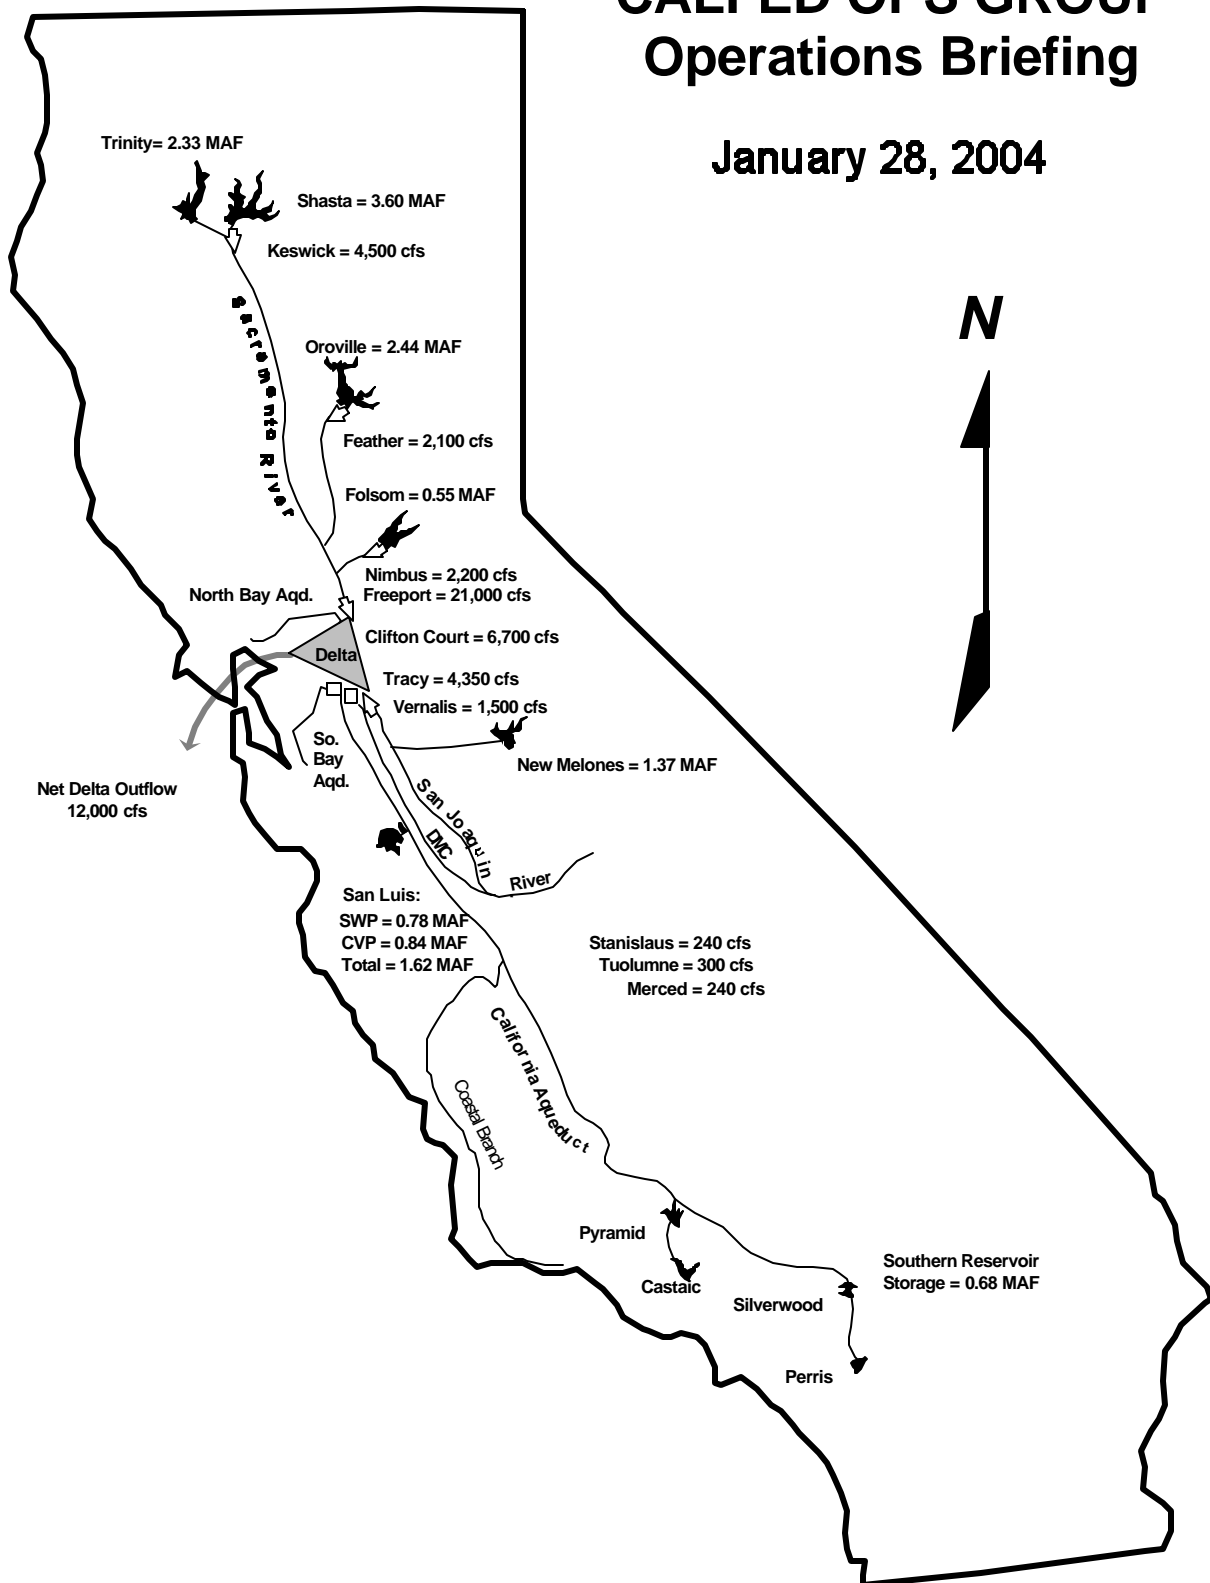 CALFED OPS GROUP
Operations Briefing
January 28, 2004
Trinity= 2.33 MAF
Shasta = 3.60 MAF
Keswick = 4,500 cfs
N
Sacramento River
Oroville = 2.44 MAF
Feather = 2,100 cfs
Folsom = 0.55 MAF
Nimbus = 2,200 cfs
North Bay Aqd.
Freeport = 21,000 cfs
Clifton Court = 6,700 cfs
Delta
Tracy = 4,350 cfs
Vernalis = 1,500 cfs
So.
Bay
Aqd.
New Melones = 1.37 MAF
Net Delta Outflow
12,000 cfs
San Joaquin
River
DMC
San Luis:
SWP = 0.78 MAF
CVP = 0.84 MAF
Total = 1.62 MAF
Stanislaus = 240 cfs
Tuolumne = 300 cfs
Merced = 240 cfs
California Aqueduct
Coastal Branch
Pyramid
Castaic
Silverwood
Southern Reservoir
Storage = 0.68 MAF
Perris